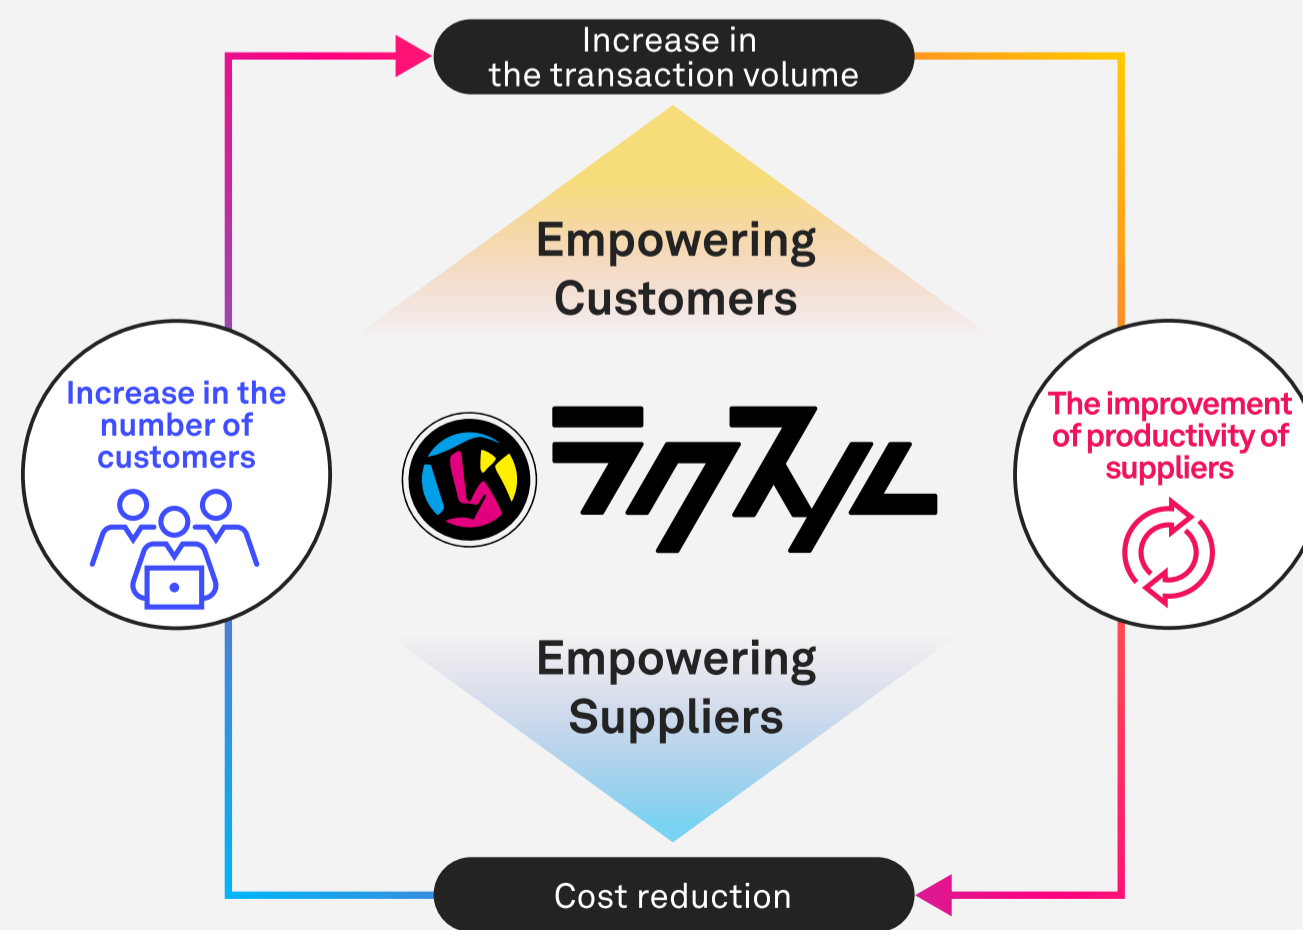 Increase in
the transaction volume
Empowering
Customers
Increase in the
number of
customers
ラクスル
The improvement
of productivity of
suppliers
Empowering
Suppliers
Cost reduction